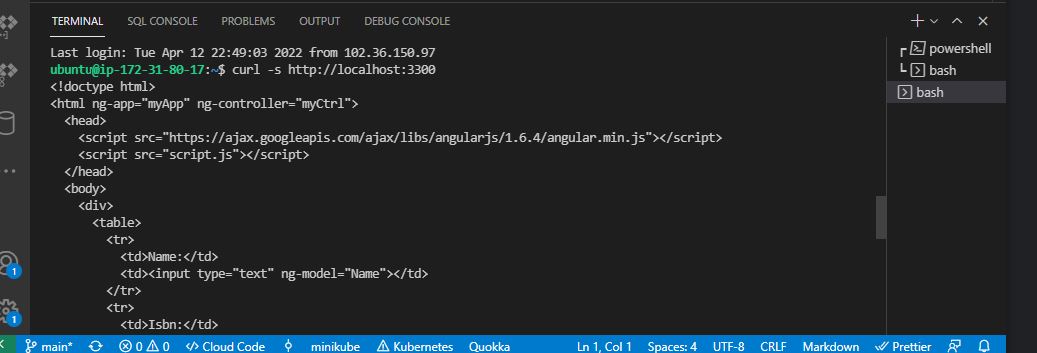 TERMINAL SQL CONSOLE PROBLEMS OUTPUT DEBUG CONSOLE
Last login: Tue Apr 12 22:49:03 2022 from 102.36.150.97
ubuntu@ip-172-31-80-17:~$ curl -s http://localhost:3300
<!doctype html>
<html ng-app="myApp" ng-controller="myCtrl">
  <head>
    <script src="https://ajax.googleapis.com/ajax/libs/angularjs/1.6.4/angular.min.js"></script>
    <script src="script.js"></script>
  </head>
  <body>
    <div>
      <table>
        <tr>
          <td>Name:</td>
          <td><input type="text" ng-model="Name"></td>
        </tr>
        <tr>
          <td>Isbn:</td>
powershell
bash
bash
1
1
main* 0 0 Cloud Code minikube Kubernetes Quokka Ln 1, Col 1 Spaces: 4 UTF-8 CRLF Markdown Prettier